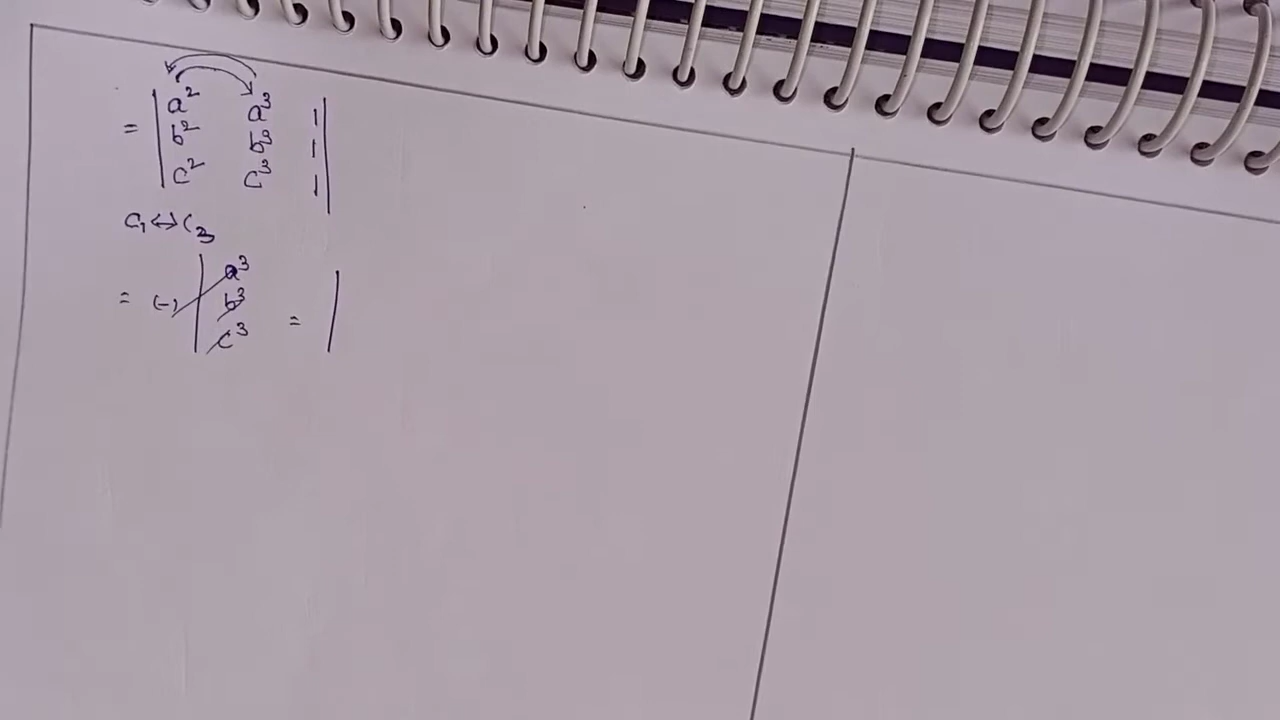 = | a² a³ 1 |
| b² b³ 1 |
| c² c³ 1 |
C₁ ↔ C₃
= (-) | a³
| b³ = |
| c³